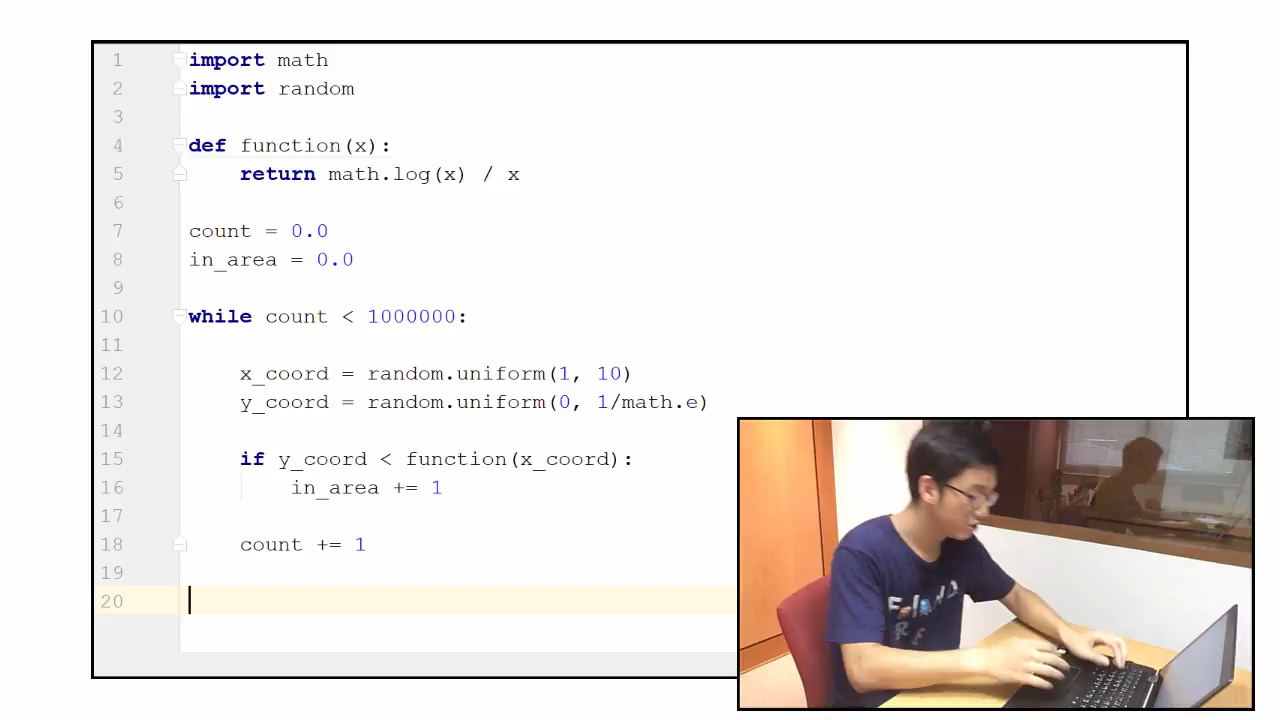 1 import math
2 import random
3
4 def function(x):
5 return math.log(x) / x
6
7 count = 0.0
8 in_area = 0.0
9
10 while count < 1000000:
11
12 x_coord = random.uniform(1, 10)
13 y_coord = random.uniform(0, 1/math.e)
14
15 if y_coord < function(x_coord):
16 in_area += 1
17
18 count += 1
19
20